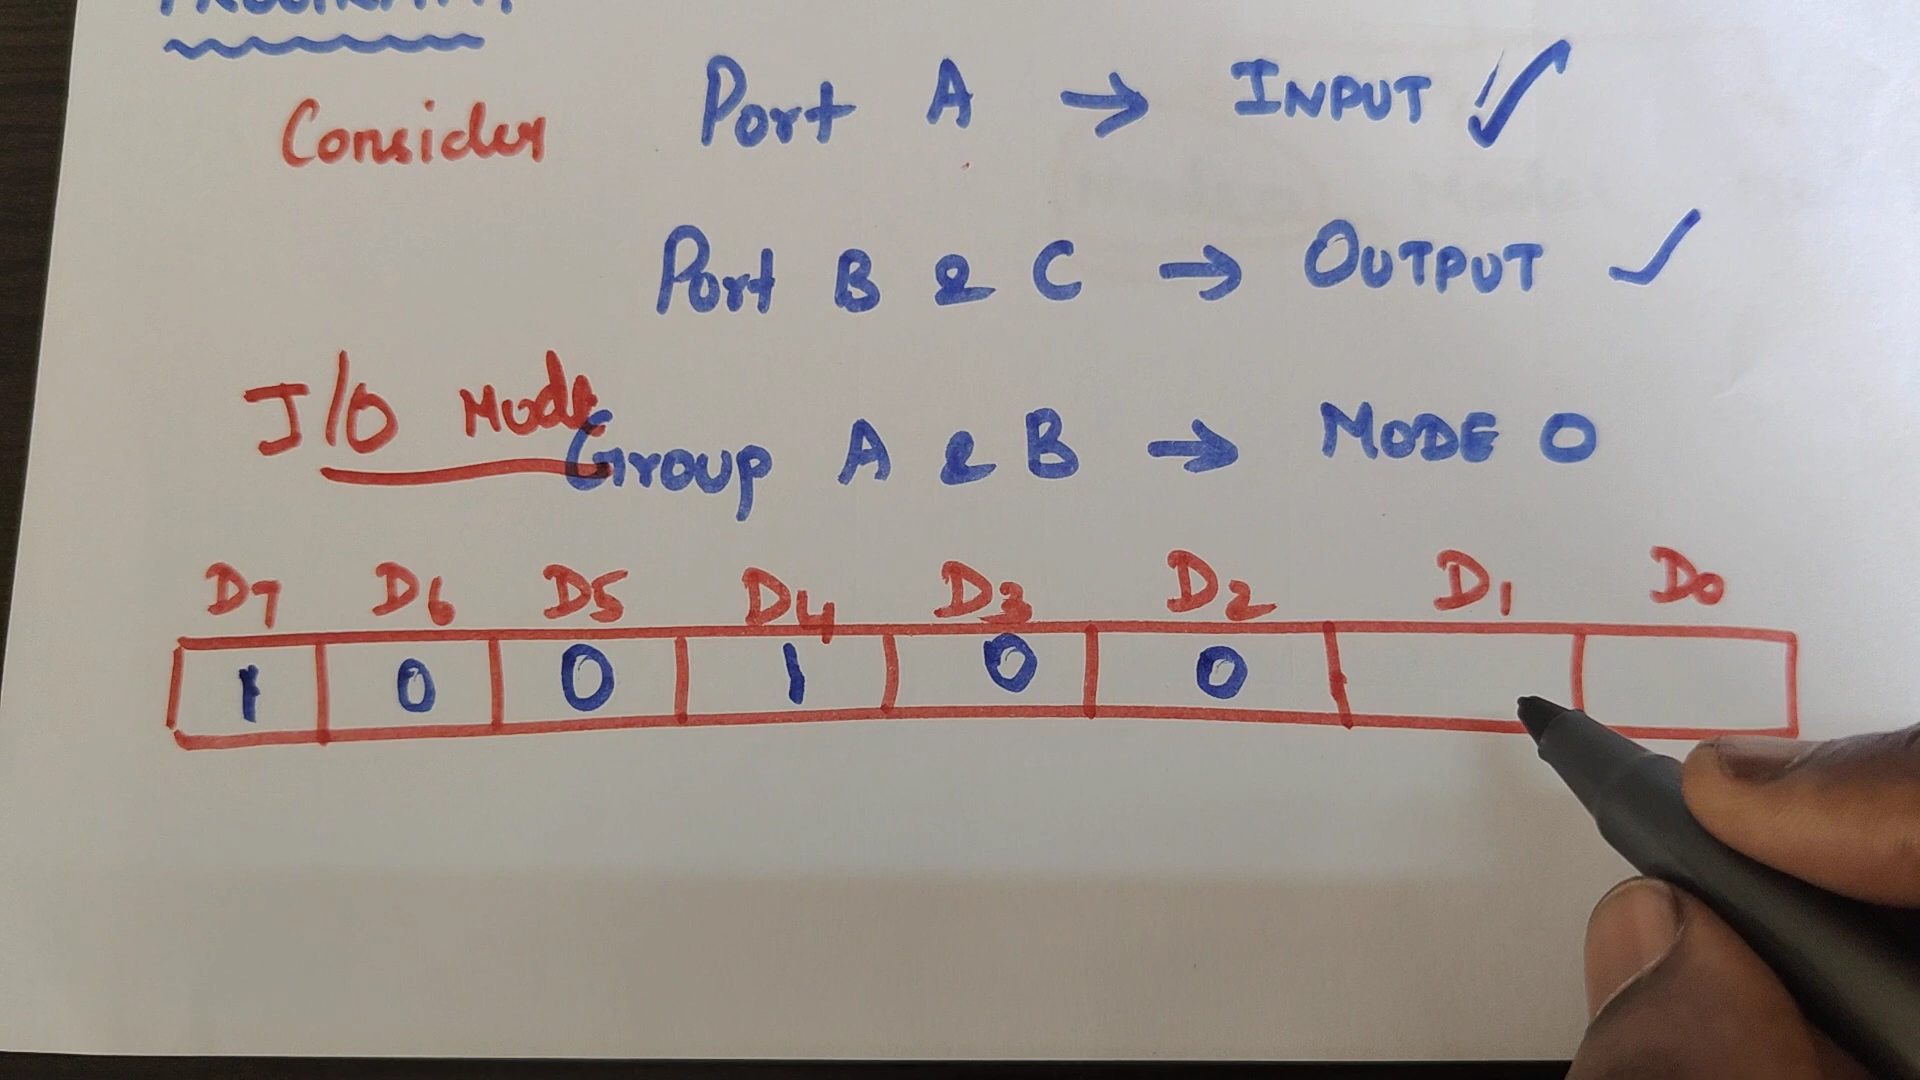 PROGRAM
Consider Port A → INPUT ✓
Port B & C → OUTPUT ✓
I/O Mode
Group A & B → MODE 0
D7 D6 D5 D4 D3 D2 D1 D0
1 0 0 1 0 0